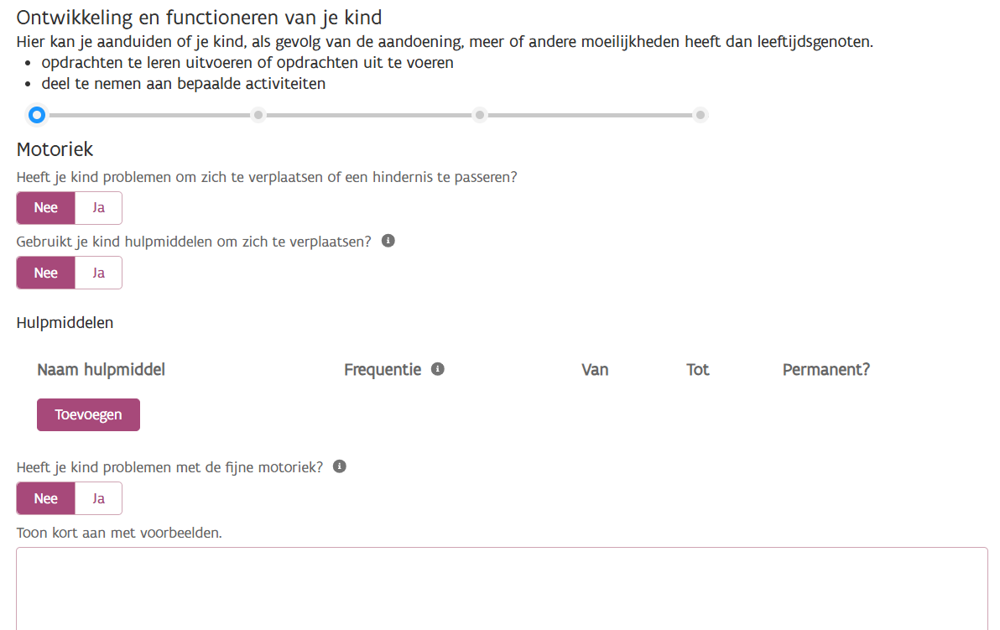 Ontwikkeling en functioneren van je kind
Hier kan je aanduiden of je kind, als gevolg van de aandoening, meer of andere moeilijkheden heeft dan leeftijdsgenoten.
• opdrachten te leren uitvoeren of opdrachten uit te voeren
• deel te nemen aan bepaalde activiteiten
Motoriek
Heeft je kind problemen om zich te verplaatsen of een hindernis te passeren?
Nee Ja
Gebruikt je kind hulpmiddelen om zich te verplaatsen? i
Nee Ja
Hulpmiddelen
Naam hulpmiddel Frequentie i Van Tot Permanent?
Toevoegen
Heeft je kind problemen met de fijne motoriek? i
Nee Ja
Toon kort aan met voorbeelden.